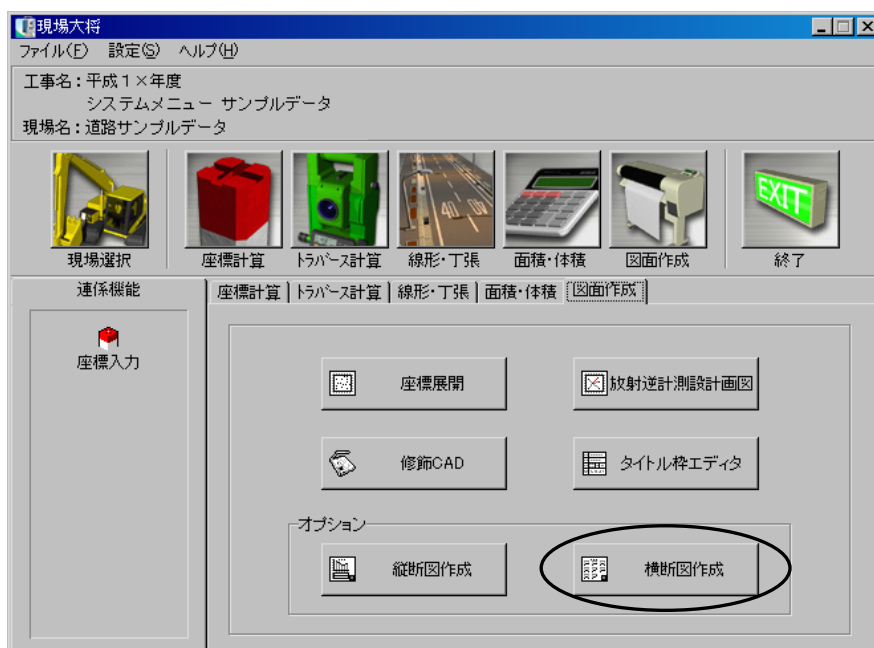 現場大将
ファイル(F) 設定(S) ヘルプ(H)
工事名：平成１×年度
システムメニュー サンプルデータ
現場名：道路サンプルデータ
EXIT
現場選択 座標計算 トラバース計算 線形・丁張 面積・体積 図面作成 終了
連係機能 座標計算 トラバース計算 線形・丁張 面積・体積 図面作成
座標入力
座標展開 放射逆計測設計画図
修飾CAD タイトル枠エディタ
オプション
縦断図作成 横断図作成